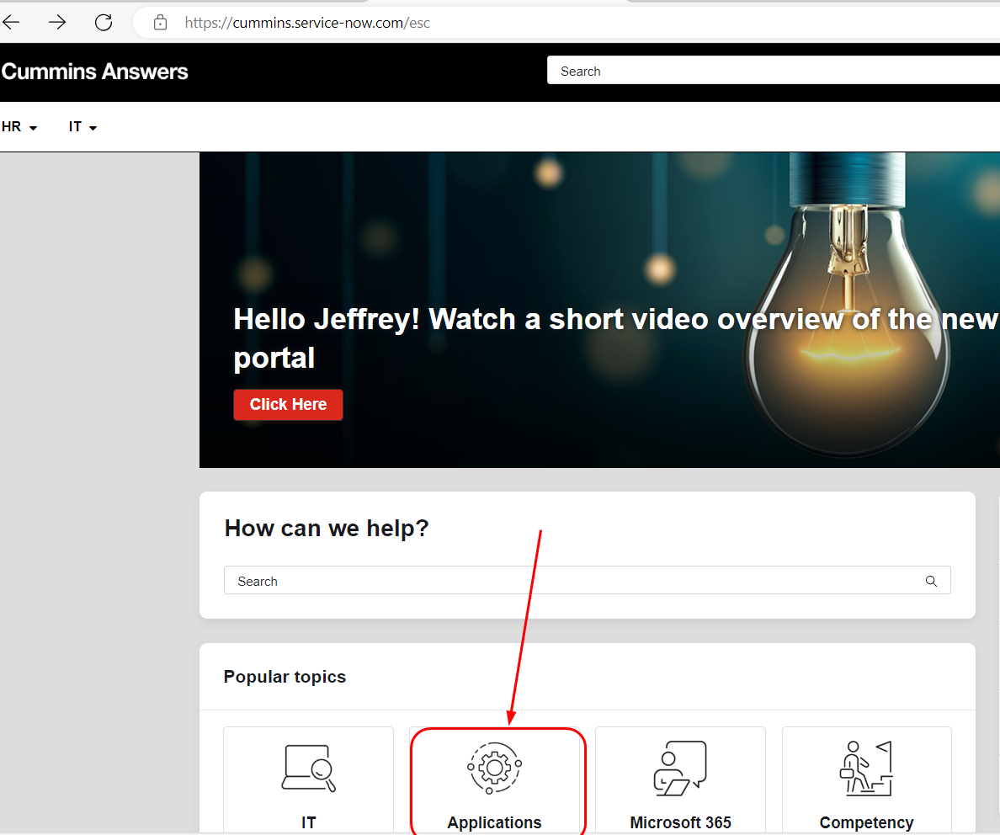 https://cummins.service-now.com/esc
Cummins Answers
Search
HR
IT
Hello Jeffrey! Watch a short video overview of the new
portal
Click Here
How can we help?
Search
Popular topics
IT
Applications
Microsoft 365
Competency